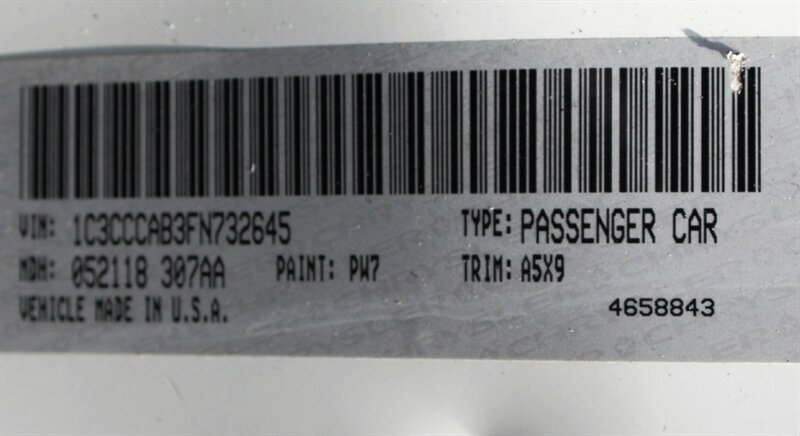 VIN: 1C3CCCAB3FN732645 TYPE: PASSENGER CAR
MDH: 052118 307AA PAINT: PW7 TRIM: A5X9
VEHICLE MADE IN U.S.A. 4658843